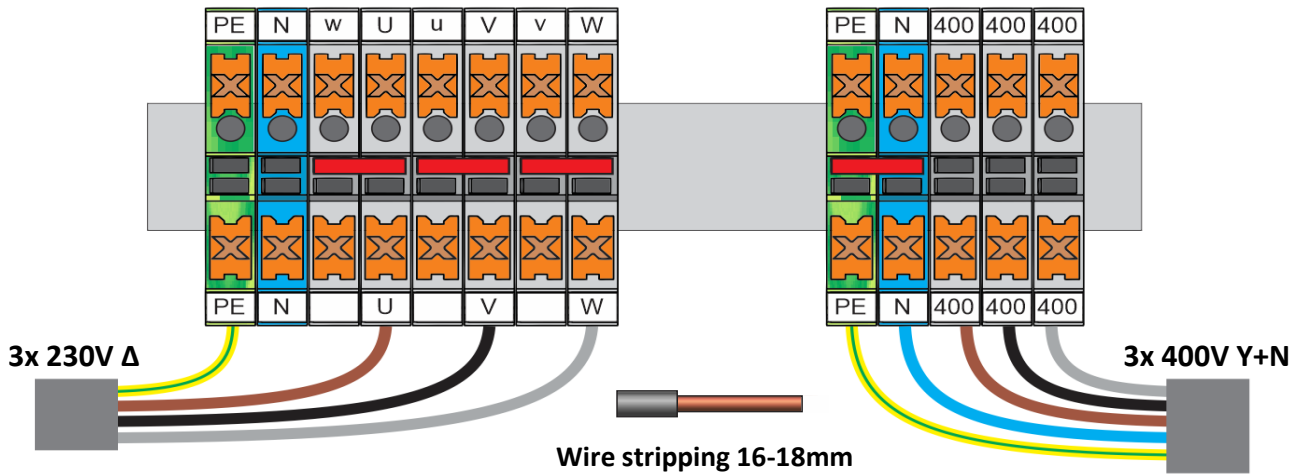 PE N w U u V v W
PE N 400 400 400
PE N U V W
PE N 400 400 400
3x 230V Δ
3x 400V Y+N
Wire stripping 16-18mm